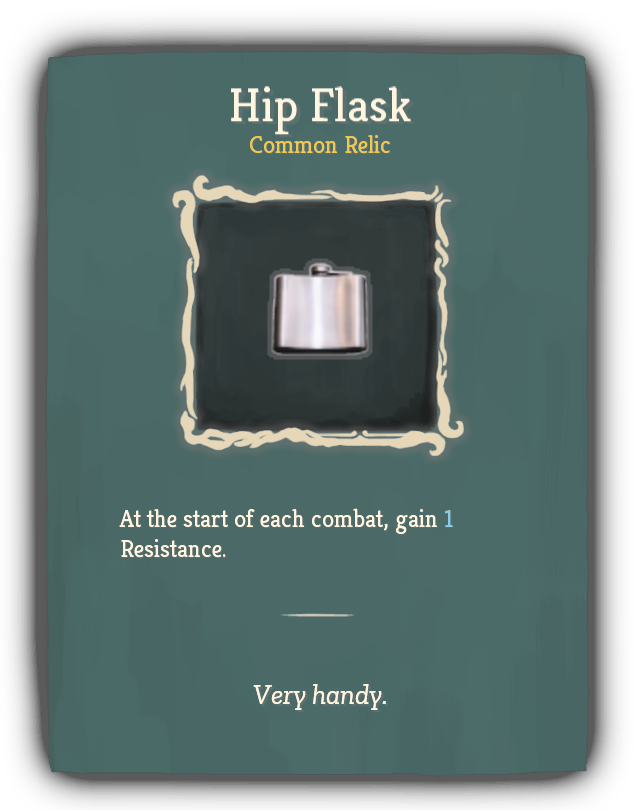 Hip Flask
Common Relic
At the start of each combat, gain 1
Resistance.
Very handy.